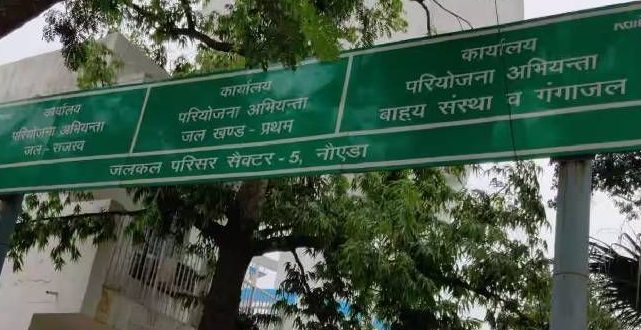 कार्यालय
परियोजना अभियन्ता
जल - राजस्व
कार्यालय
परियोजना अभियन्ता
जल खण्ड - प्रथम
कार्यालय
परियोजना अभियन्ता
बाहय संस्था व गंगाजल
जलकल परिसर सैक्टर - 5, नौएडा